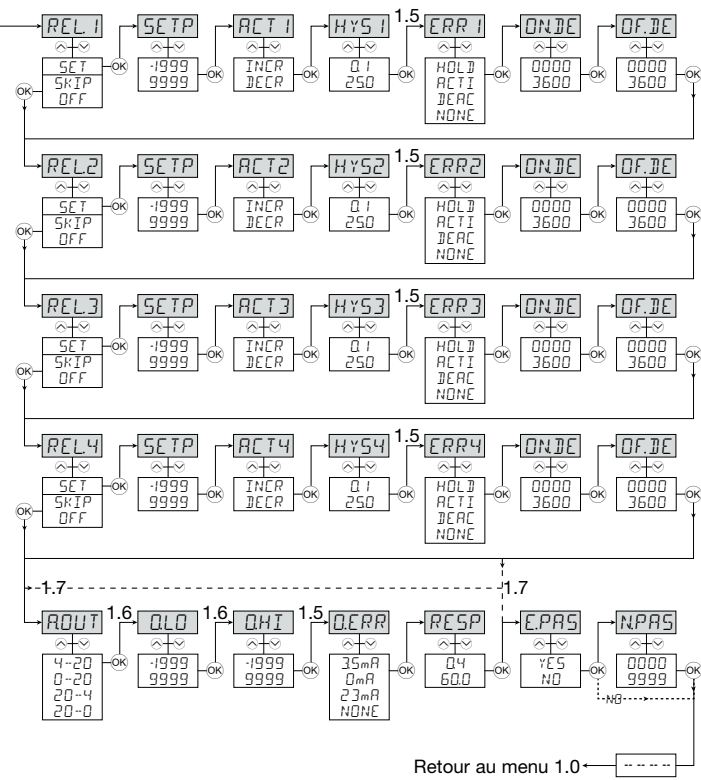 REL.1 SETP ACT1 HYS1 1.5 ERR1 ON.DE OF.DE
SET OK -1999 INCR 0.1 HOLD 0000 0000
SKIP 9999 OK DECR OK 25.0 OK ACTI OK 3600 OK 3600 OK
OK OFF DEAC
NONE
REL.2 SETP ACT2 HYS2 1.5 ERR2 ON.DE OF.DE
SET OK -1999 INCR 0.1 HOLD 0000 0000
SKIP 9999 OK DECR OK 25.0 OK ACTI OK 3600 OK 3600 OK
OK OFF DEAC
NONE
REL.3 SETP ACT3 HYS3 1.5 ERR3 ON.DE OF.DE
SET OK -1999 INCR 0.1 HOLD 0000 0000
SKIP 9999 OK DECR OK 25.0 OK ACTI OK 3600 OK 3600 OK
OK OFF DEAC
NONE
REL.4 SETP ACT4 HYS4 1.5 ERR4 ON.DE OF.DE
SET OK -1999 INCR 0.1 HOLD 0000 0000
SKIP 9999 OK DECR OK 25.0 OK ACTI OK 3600 OK 3600 OK
OK OFF DEAC
NONE
1.7 1.7
A.OUT 1.6 O.LO 1.6 O.HI 1.5 O.ERR RESP E.PAS N.PAS
4-20 OK -1999 -1999 3.5mA 0.4 YES 0000
0-20 9999 OK 9999 OK 0mA OK 60.0 OK NO OK 9999 OK
20-4 23mA
20-0 NONE
NO
Retour au menu 1.0 ----